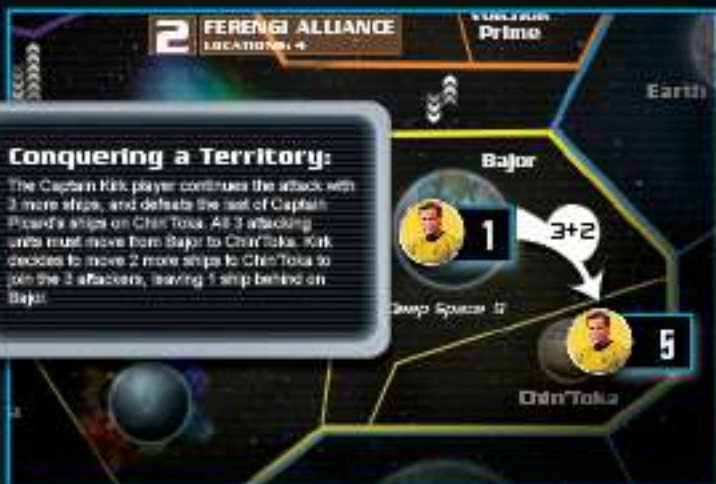 2 FERENGI ALLIANCE
LOCATIONS: 4
Prime
Earth
Conquering a Territory:
The Captain Kirk player continues the attack with
3 more ships, and defeats the last of Captain
Picard's ships on Chin'Toka. All 3 attacking
units must move from Bajor to Chin'Toka. Kirk
decides to move 2 more ships to Chin'Toka to
join the 3 attackers, leaving 1 ship behind on
Bajor.
Bajor
1
3+2
Deep Space 9
5
Chin'Toka